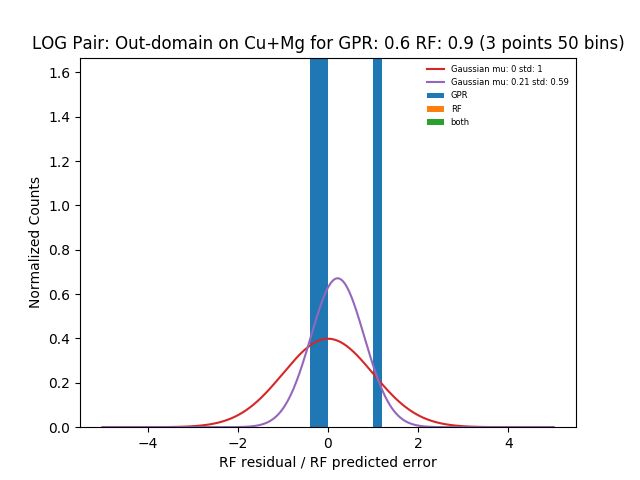 LOG Pair: Out-domain on Cu+Mg for GPR: 0.6 RF: 0.9 (3 points 50 bins)
Gaussian mu: 0 std: 1
Gaussian mu: 0.21 std: 0.59
GPR
RF
both
Normalized Counts
1.6
1.4
1.2
1.0
0.8
0.6
0.4
0.2
0.0
−4 −2 0 2 4
RF residual / RF predicted error